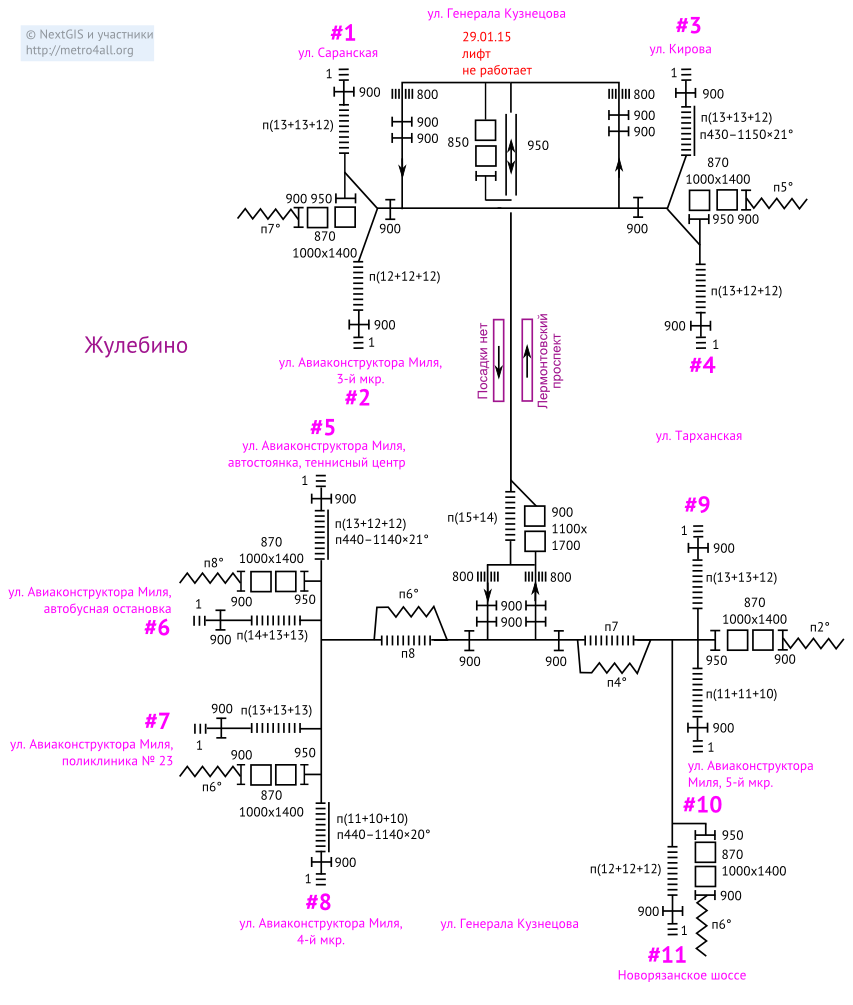 © NextGIS и участники
http://metro4all.org
ул. Генерала Кузнецова
#1
ул. Саранская
29.01.15
лифт
не работает
#3
ул. Кирова
1
900
п(13+13+12)
800
900
900
850
950
800
900
900
1
900
п(13+13+12)
п430–1150×21°
870
1000x1400
п5°
950 900
900 950
п7°
870
1000x1400
900
900
п(12+12+12)
900
1
ул. Авиаконструктора Миля,
3-й мкр.
#2
п(13+12+12)
900
1
#4
Жулебино
Посадки нет
Лермонтовский
проспект
#5
ул. Авиаконструктора Миля,
автостоянка, теннисный центр
ул. Тарханская
1
900
п(13+12+12)
п440–1140×21°
870
1000x1400
п8°
900
950
ул. Авиаконструктора Миля,
автобусная остановка
#6
1
900
п(14+13+13)
п(15+14)
900
1100x
1700
800
800
900
900
п6°
п8
900
900
п7
п4°
#9
1
900
п(13+13+12)
870
1000x1400
п2°
950
900
п(11+11+10)
900
1
ул. Авиаконструктора
Миля, 5-й мкр.
#10
#7
900
п(13+13+13)
1
ул. Авиаконструктора Миля,
поликлиника № 23
900
950
п6°
870
1000x1400
п(11+10+10)
п440–1140×20°
900
1
#8
ул. Авиаконструктора Миля,
4-й мкр.
ул. Генерала Кузнецова
950
870
1000x1400
900
п(12+12+12)
900
1
п6°
#11
Новорязанское шоссе